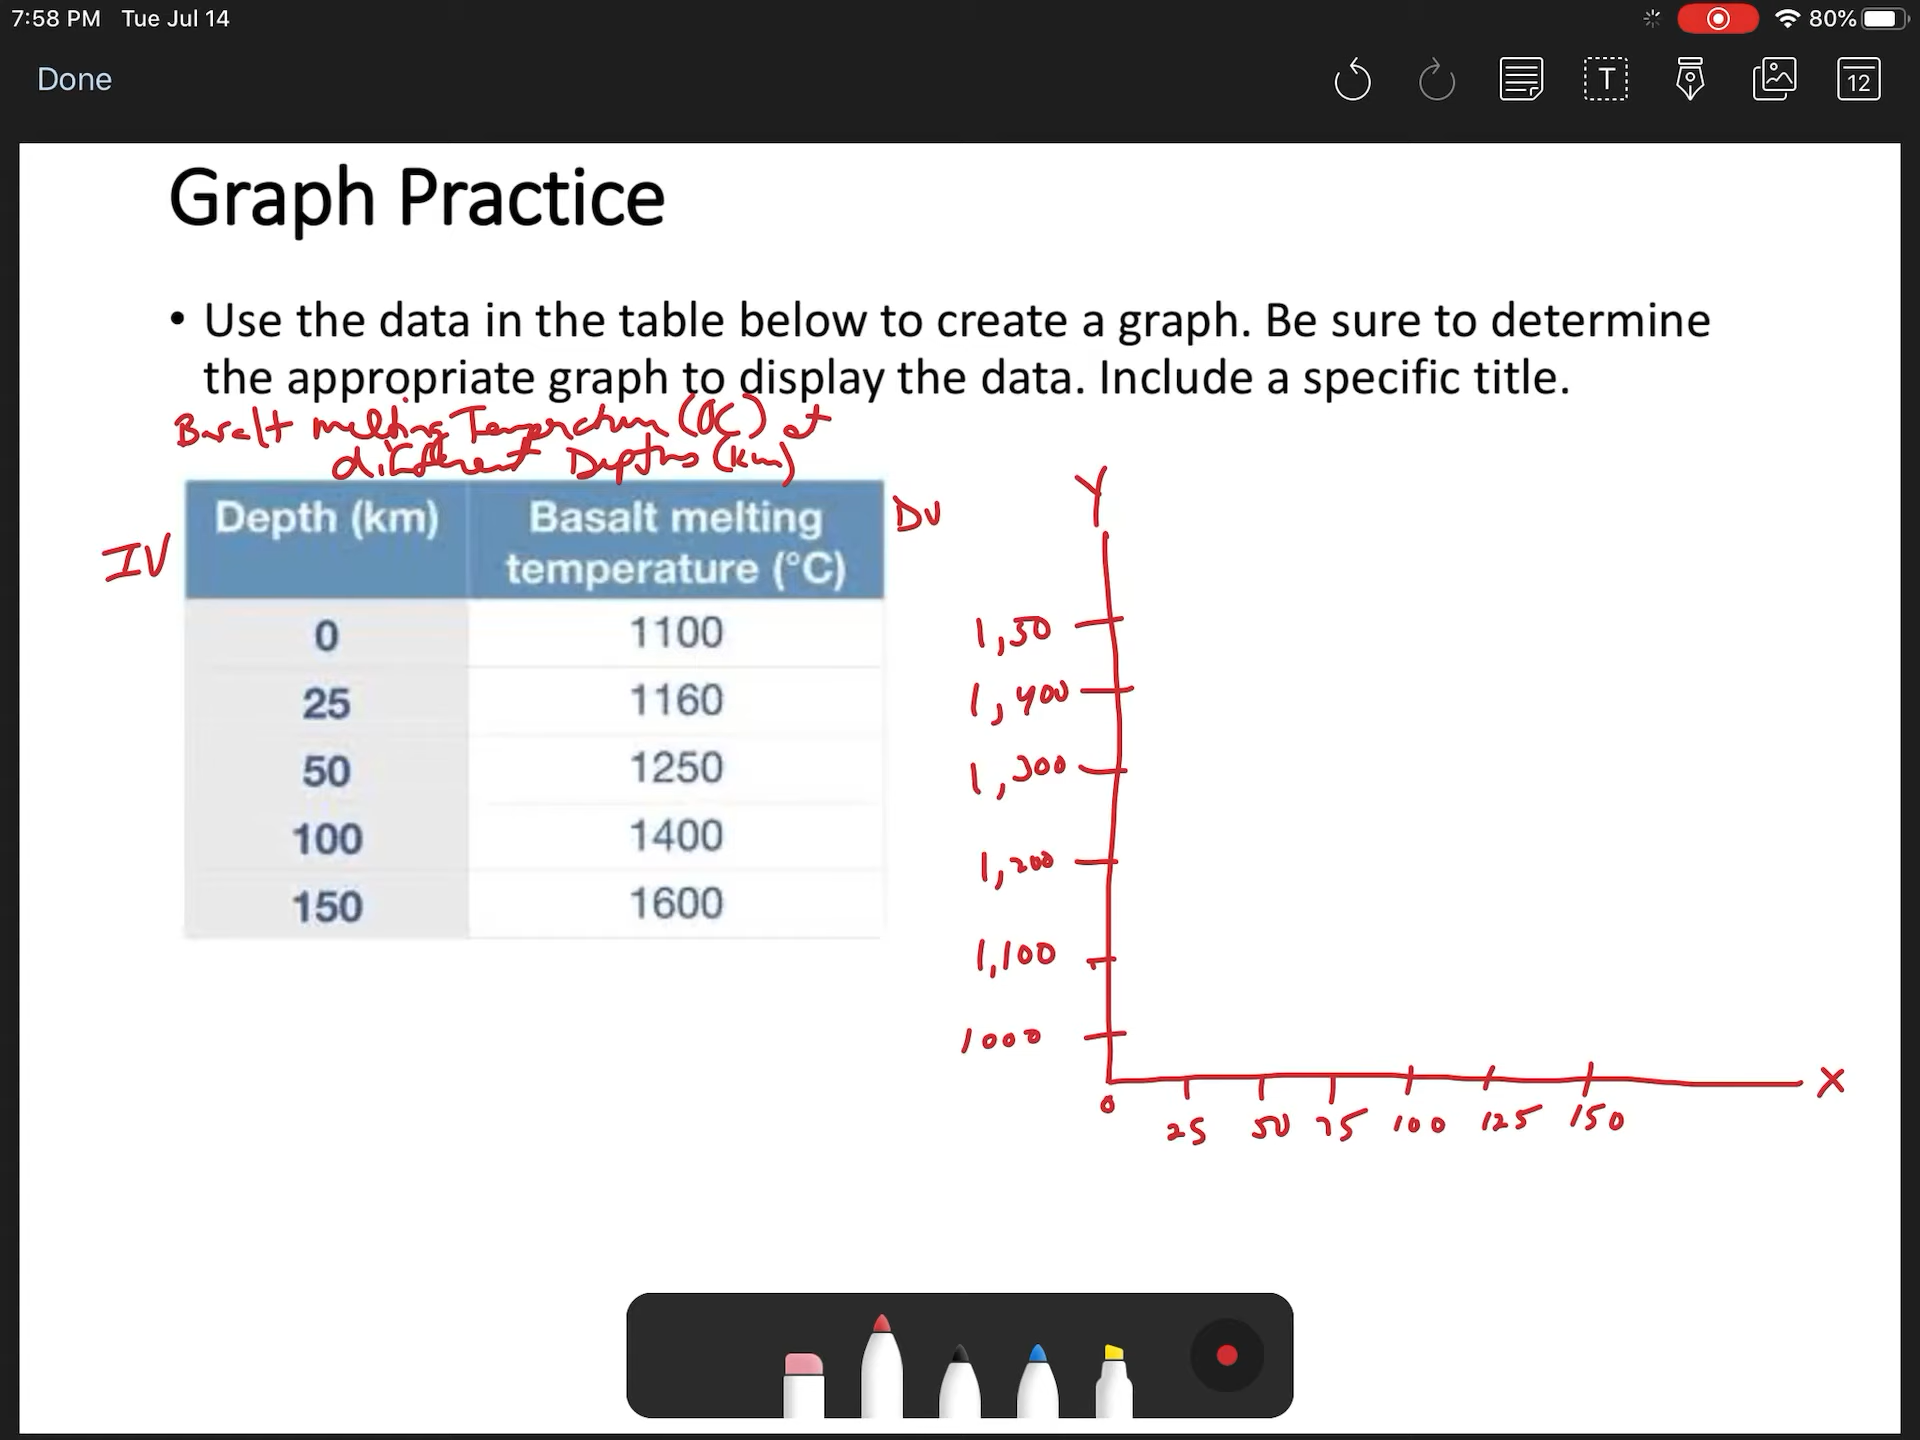 7:58 PM Tue Jul 14
80%
Done
T
12
Graph Practice
• Use the data in the table below to create a graph. Be sure to determine
the appropriate graph to display the data. Include a specific title.
Basalt melting Temperature (0C) at
different Depths (km)
IV
DV
Depth (km) Basalt melting temperature (°C)
0 1100
25 1160
50 1250
100 1400
150 1600
Y
1,50
1,400
1,300
1,200
1,100
1000
X
0 25 50 75 100 125 150